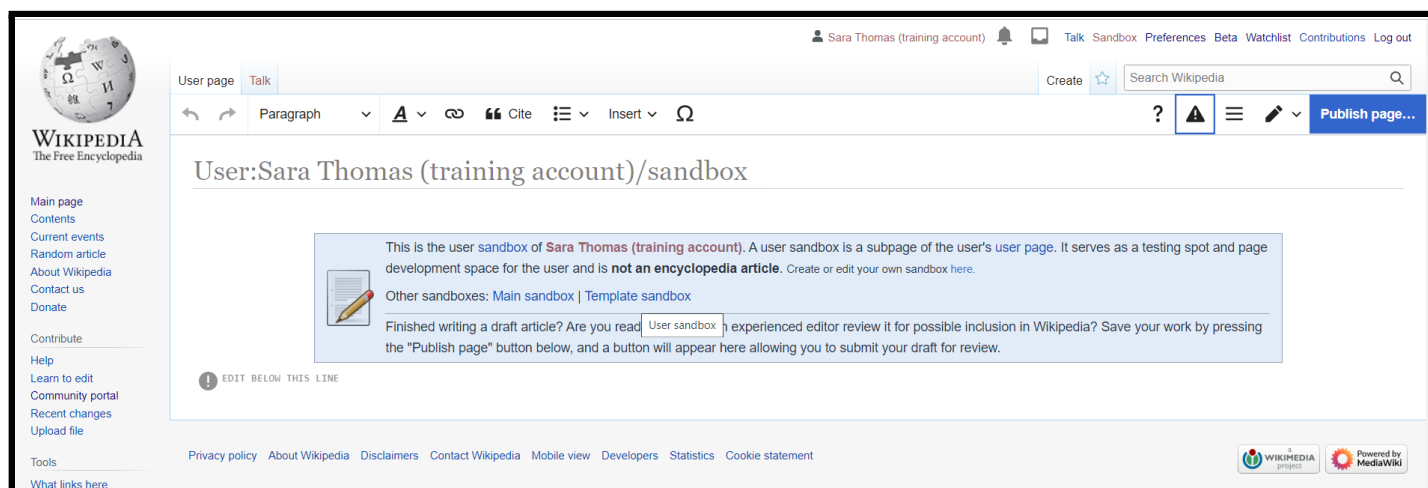 Sara Thomas (training account) Talk Sandbox Preferences Beta Watchlist Contributions Log out
User page Talk Create Search Wikipedia
Paragraph A Cite Insert Ω ? Publish page...
WIKIPEDIA
The Free Encyclopedia
Main page
Contents
Current events
Random article
About Wikipedia
Contact us
Donate
Contribute
Help
Learn to edit
Community portal
Recent changes
Upload file
Tools
What links here
User:Sara Thomas (training account)/sandbox
This is the user sandbox of Sara Thomas (training account). A user sandbox is a subpage of the user's user page. It serves as a testing spot and page
development space for the user and is not an encyclopedia article. Create or edit your own sandbox here.
Other sandboxes: Main sandbox | Template sandbox
Finished writing a draft article? Are you read User sandbox n experienced editor review it for possible inclusion in Wikipedia? Save your work by pressing
the "Publish page" button below, and a button will appear here allowing you to submit your draft for review.
EDIT BELOW THIS LINE
Privacy policy About Wikipedia Disclaimers Contact Wikipedia Mobile view Developers Statistics Cookie statement
a
WIKIMEDIA
project
Powered by
MediaWiki